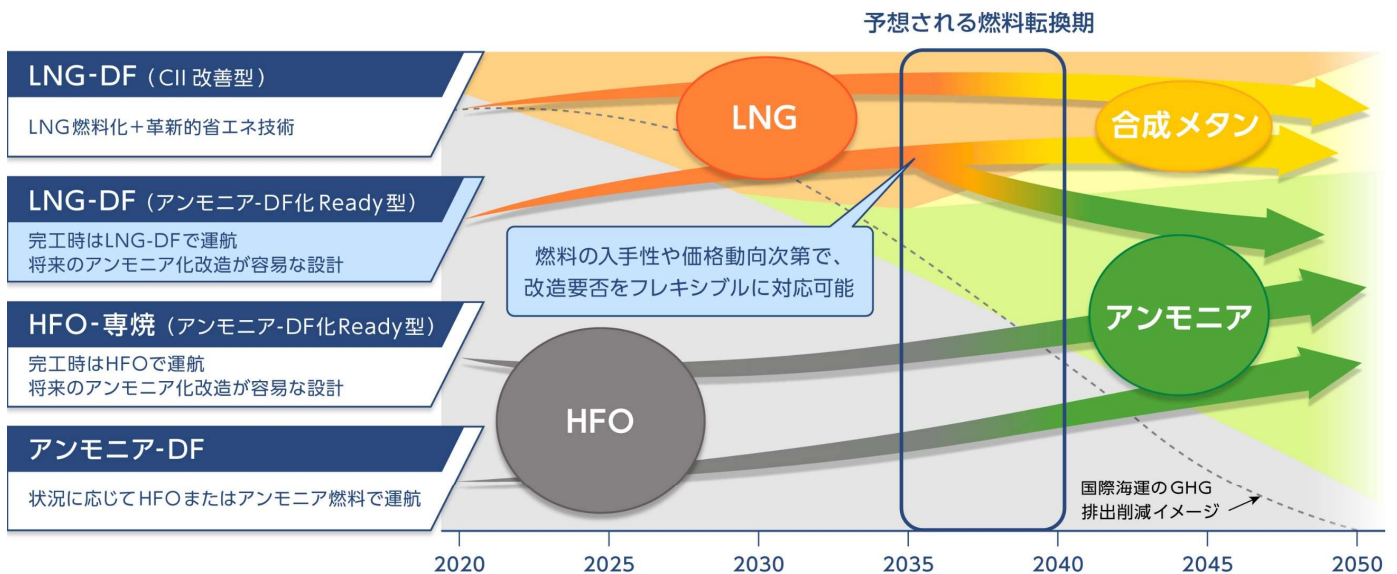 予想される燃料転換期
LNG-DF（CII 改善型）
LNG燃料化＋革新的省エネ技術
LNG-DF（アンモニア-DF化Ready型）
完工時はLNG-DFで運航
将来のアンモニア化改造が容易な設計
HFO-専焼（アンモニア-DF化Ready型）
完工時はHFOで運航
将来のアンモニア化改造が容易な設計
アンモニア-DF
状況に応じてHFOまたはアンモニア燃料で運航
LNG
合成メタン
燃料の入手性や価格動向次第で、
改造要否をフレキシブルに対応可能
アンモニア
HFO
国際海運のGHG
排出削減イメージ
2020 2025 2030 2035 2040 2045 2050